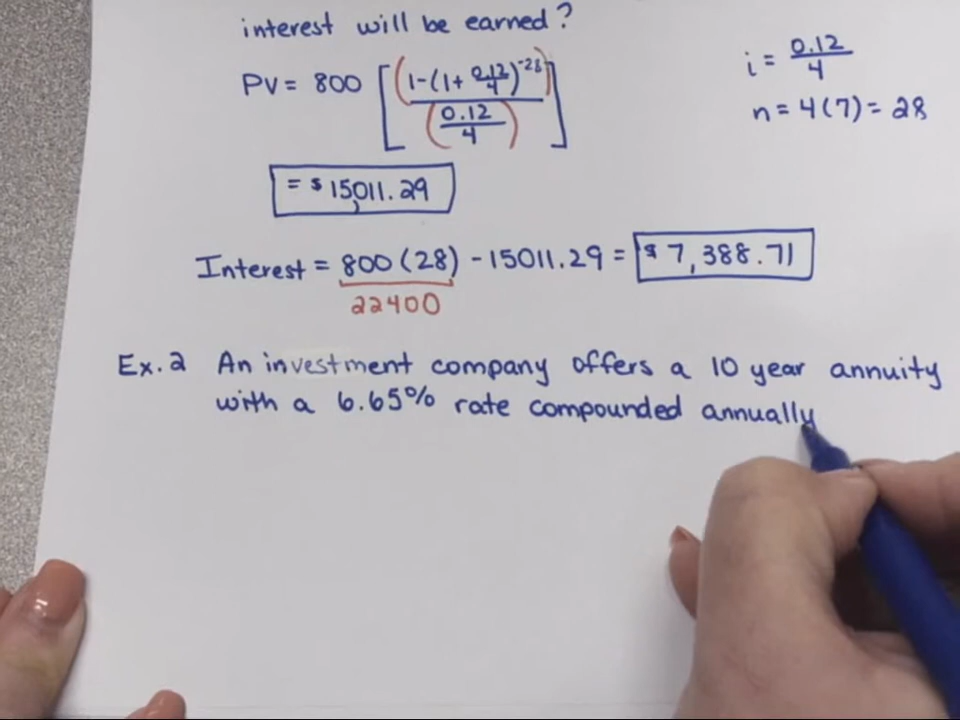 interest will be earned?
PV = 800 [(1-(1+ 0.12/4)^-28)/(0.12/4)]
i = 0.12/4
n = 4(7) = 28
= $15,011.29
Interest = 800(28) - 15011.29 = $7,388.71
22400
Ex. 2 An investment company offers a 10 year annuity
with a 6.65% rate compounded annually